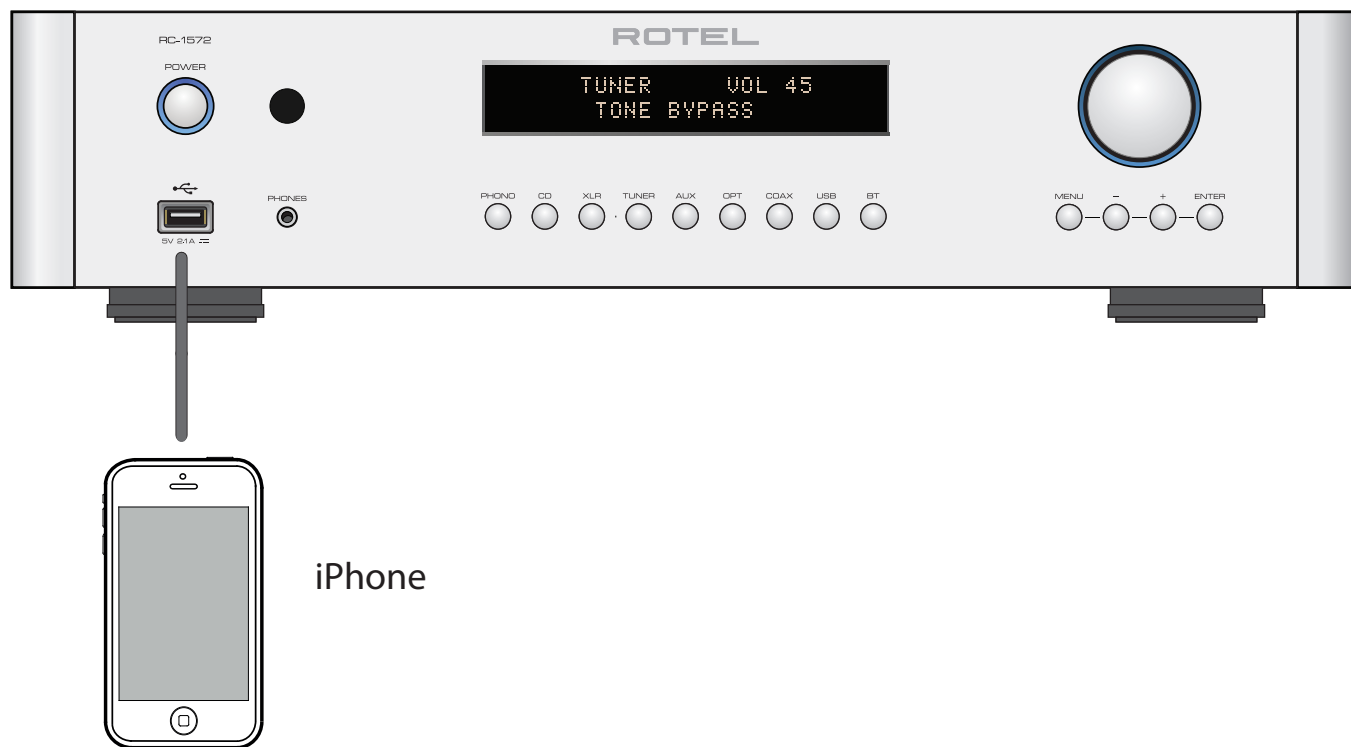 RC-1572
ROTEL
POWER
TUNER VOL 45
TONE BYPASS
PHONES
PHONO CD XLR TUNER AUX OPT COAX USB BT
MENU - + ENTER
5V 2.1A
iPhone